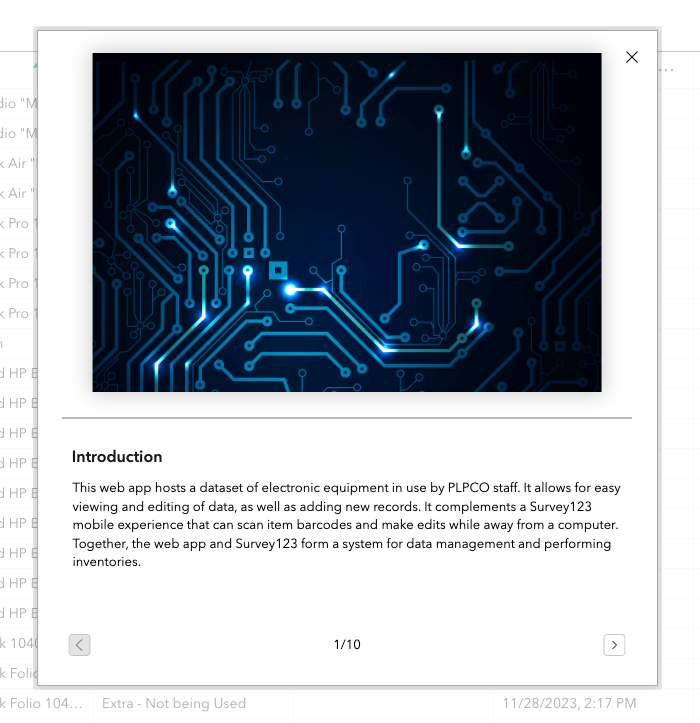 dio "M
dio "M
k Air "
k Air "
k Pro 1
k Pro 1
k Pro 1
k Pro 1
n
d HP E
d HP E
d HP E
d HP E
d HP E
d HP E
d HP E
d HP E
d HP E
k 1040
k Folio
k Folio 104… Extra - Not being Used 11/28/2023, 2:17 PM
Introduction
This web app hosts a dataset of electronic equipment in use by PLPCO staff. It allows for easy
viewing and editing of data, as well as adding new records. It complements a Survey123
mobile experience that can scan item barcodes and make edits while away from a computer.
Together, the web app and Survey123 form a system for data management and performing
inventories.
1/10